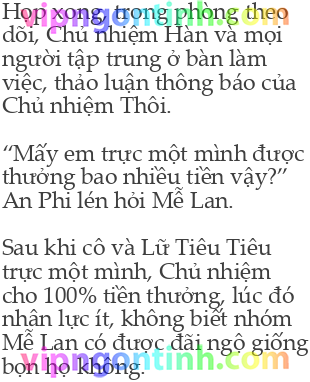 Họp xong, trong phòng theo
dõi, Chủ nhiệm Hàn và mọi
người tập trung ở bàn làm
việc, thảo luận thông báo của
Chủ nhiệm Thôi.
“Mấy em trực một mình được
thưởng bao nhiều tiền vậy?”
An Phi lén hỏi Mễ Lan.
Sau khi cô và Lữ Tiêu Tiêu
trực một mình, Chủ nhiệm
cho 100% tiền thưởng, lúc đó
nhân lực ít, không biết nhóm
Mễ Lan có được đãi ngộ giống
bọn họ không.
vipngontinh.com
vipngontinh.com